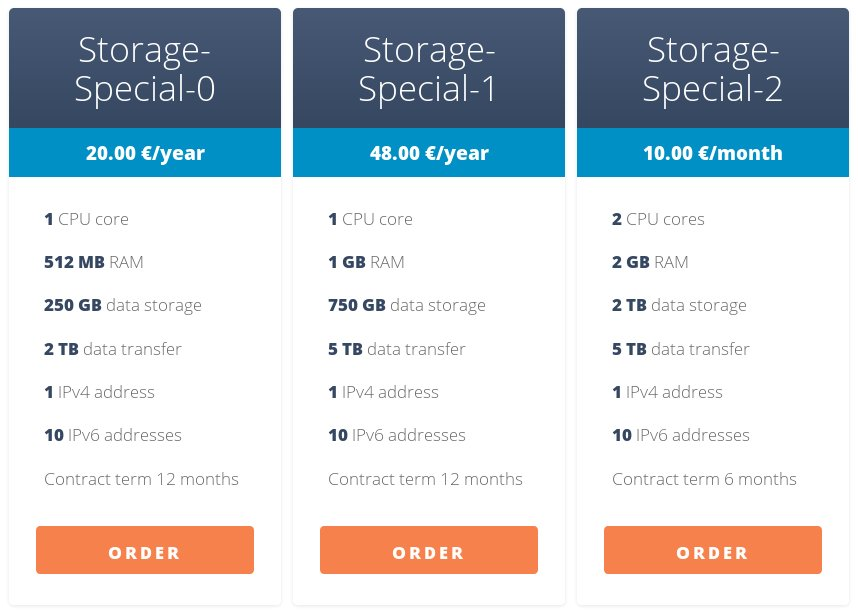 Storage-
Special-0
20.00 €/year
1 CPU core
512 MB RAM
250 GB data storage
2 TB data transfer
1 IPv4 address
10 IPv6 addresses
Contract term 12 months
ORDER
Storage-
Special-1
48.00 €/year
1 CPU core
1 GB RAM
750 GB data storage
5 TB data transfer
1 IPv4 address
10 IPv6 addresses
Contract term 12 months
ORDER
Storage-
Special-2
10.00 €/month
2 CPU cores
2 GB RAM
2 TB data storage
5 TB data transfer
1 IPv4 address
10 IPv6 addresses
Contract term 6 months
ORDER